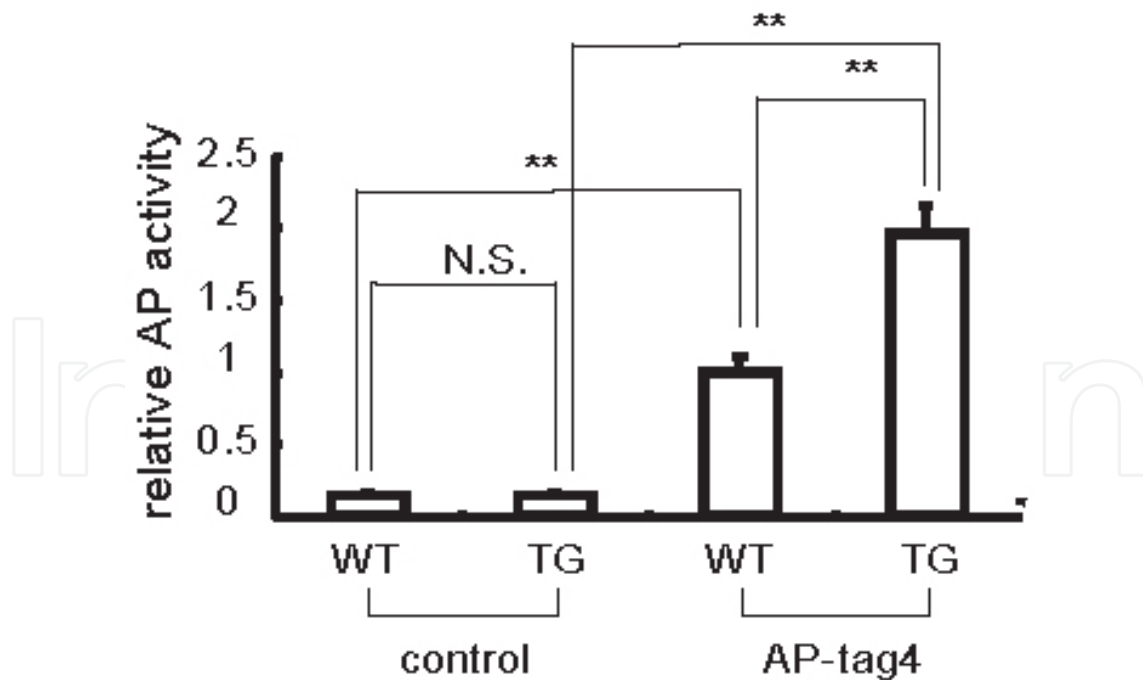 **
**
2.5
**
2
N.S.
1.5
1
0.5
0
relative AP activity
WT TG WT TG
control AP-tag4
In n